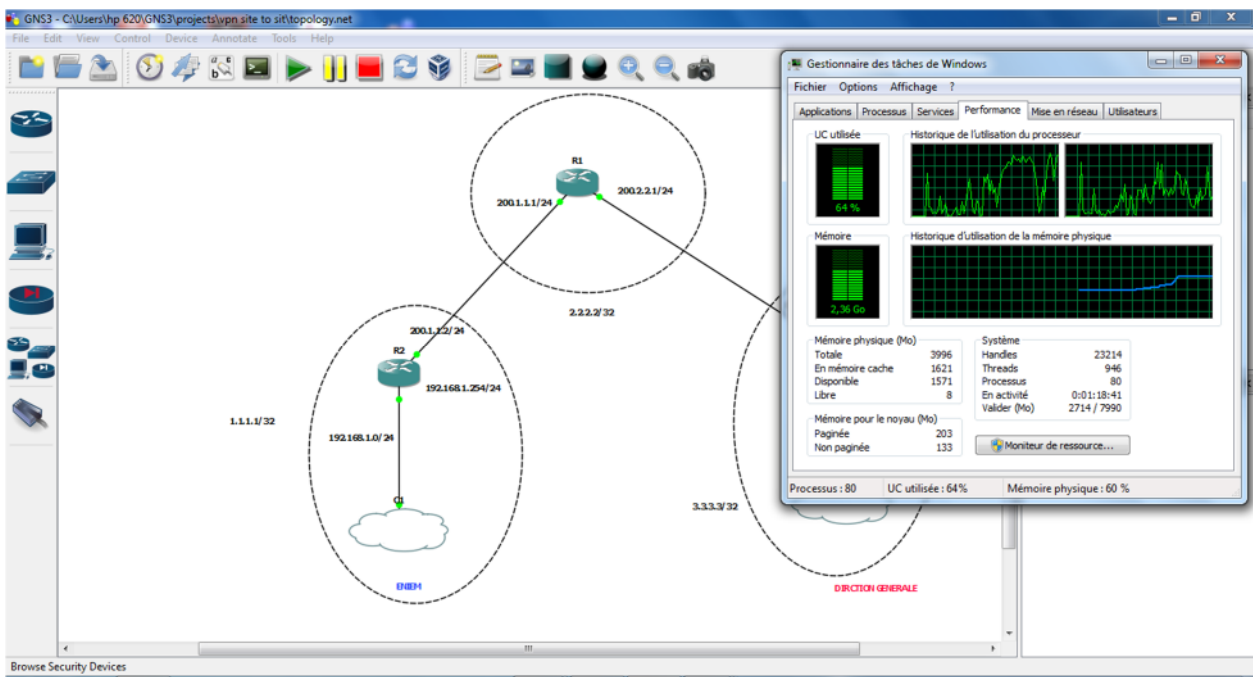 GNS3 - C:\Users\hp 620\GNS3\projects\vpn site to sit\topology.net
File Edit View Control Device Annotate Tools Help
R1
200.1.1.1/24
200.2.2.1/24
2.2.2.2/32
200.1.1.2/24
R2
192.168.1.254/24
1.1.1.1/32
192.168.1.0/24
C1
ENIEM
3.3.3.3/32
DIRCTION GENERALE
Browse Security Devices
Gestionnaire des tâches de Windows
Fichier Options Affichage ?
Applications Processus Services Performance Mise en réseau Utilisateurs
UC utilisée
64 %
Historique de l'utilisation du processeur
Mémoire
2,36 Go
Historique d'utilisation de la mémoire physique
Mémoire physique (Mo)
Totale 3996
En mémoire cache 1621
Disponible 1571
Libre 8
Mémoire pour le noyau (Mo)
Paginée 203
Non paginée 133
Système
Handles 23214
Threads 946
Processus 80
En activité 0:01:18:41
Valider (Mo) 2714 / 7990
Moniteur de ressource...
Processus : 80 UC utilisée : 64% Mémoire physique : 60 %